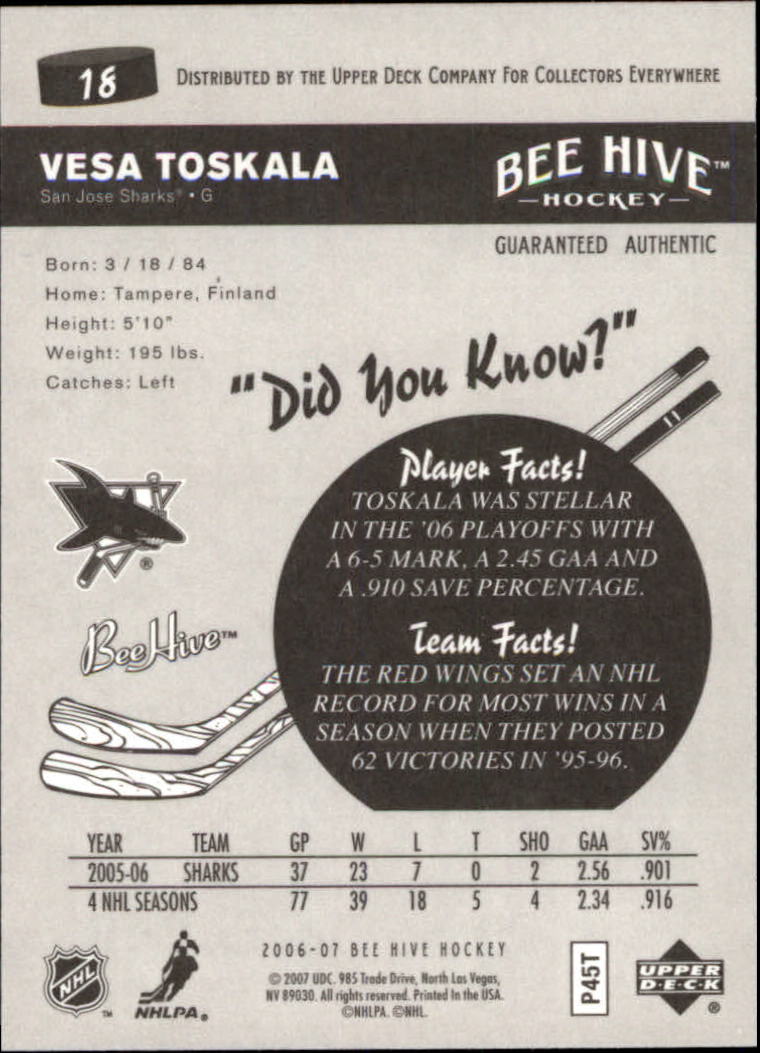 18
DISTRIBUTED BY THE UPPER DECK COMPANY FOR COLLECTORS EVERYWHERE
VESA TOSKALA
San Jose Sharks® • G
BEE HIVE™
—HOCKEY—
GUARANTEED AUTHENTIC
Born: 3 / 18 / 84
Home: Tampere, Finland
Height: 5'10"
Weight: 195 lbs.
Catches: Left
"Did You Know?"
Player Facts!
TOSKALA WAS STELLAR
IN THE '06 PLAYOFFS WITH
A 6-5 MARK, A 2.45 GAA AND
A .910 SAVE PERCENTAGE.
®
BeeHive™
Team Facts!
THE RED WINGS SET AN NHL
RECORD FOR MOST WINS IN A
SEASON WHEN THEY POSTED
62 VICTORIES IN '95-96.
YEAR TEAM GP W L T SHO GAA SV%
2005-06 SHARKS 37 23 7 0 2 2.56 .901
4 NHL SEASONS 77 39 18 5 4 2.34 .916
2006-07 BEE HIVE HOCKEY
© 2007 UDC. 985 Trade Drive, North Las Vegas,
NV 89030. All rights reserved. Printed in the USA.
©NHLPA. ©NHL.
NHL
™
NHLPA®
P45T
UPPER
D·E·C·K
®